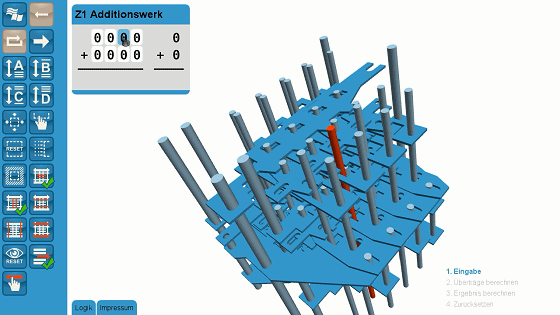 Z1 Additionswerk
0000 0
+ 0000 + 0
A B
C D
RESET
RESET
1. Eingabe
2. Überträge berechnen
3. Ergebnis berechnen
4. Zurücksetzen
Logik Impressum